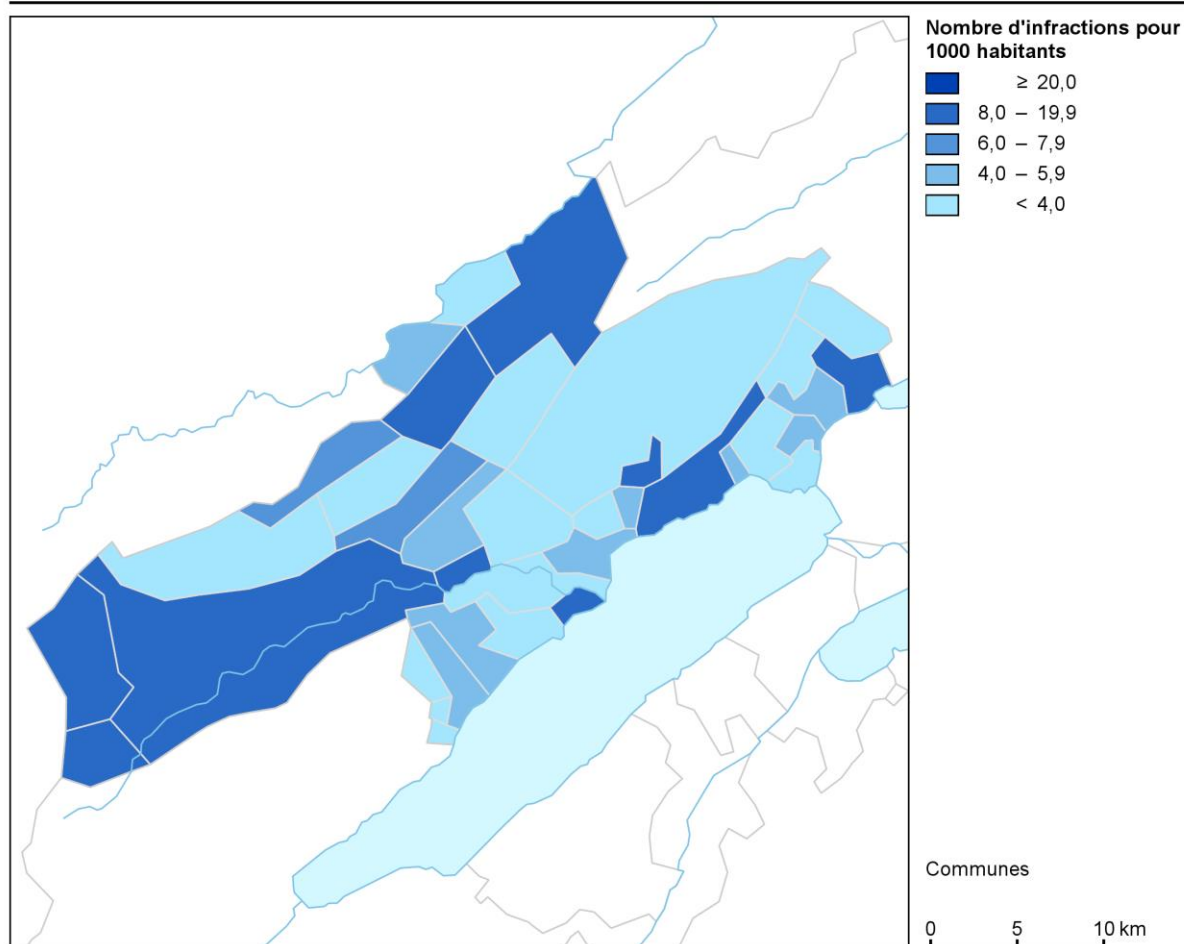 Nombre d'infractions pour
1000 habitants
≥ 20,0
8,0 – 19,9
6,0 – 7,9
4,0 – 5,9
< 4,0
Communes
0 5 10 km